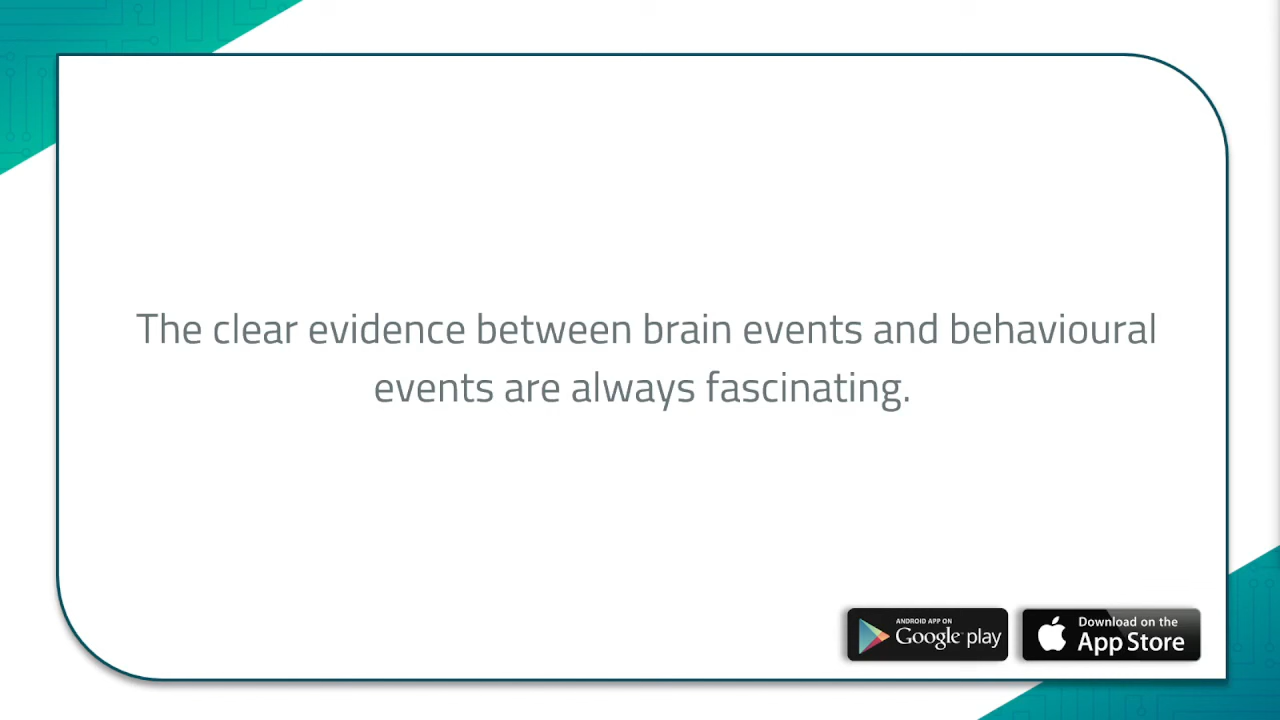 The clear evidence between brain events and behavioural
events are always fascinating.
ANDROID APP ON
Google play
Download on the
App Store